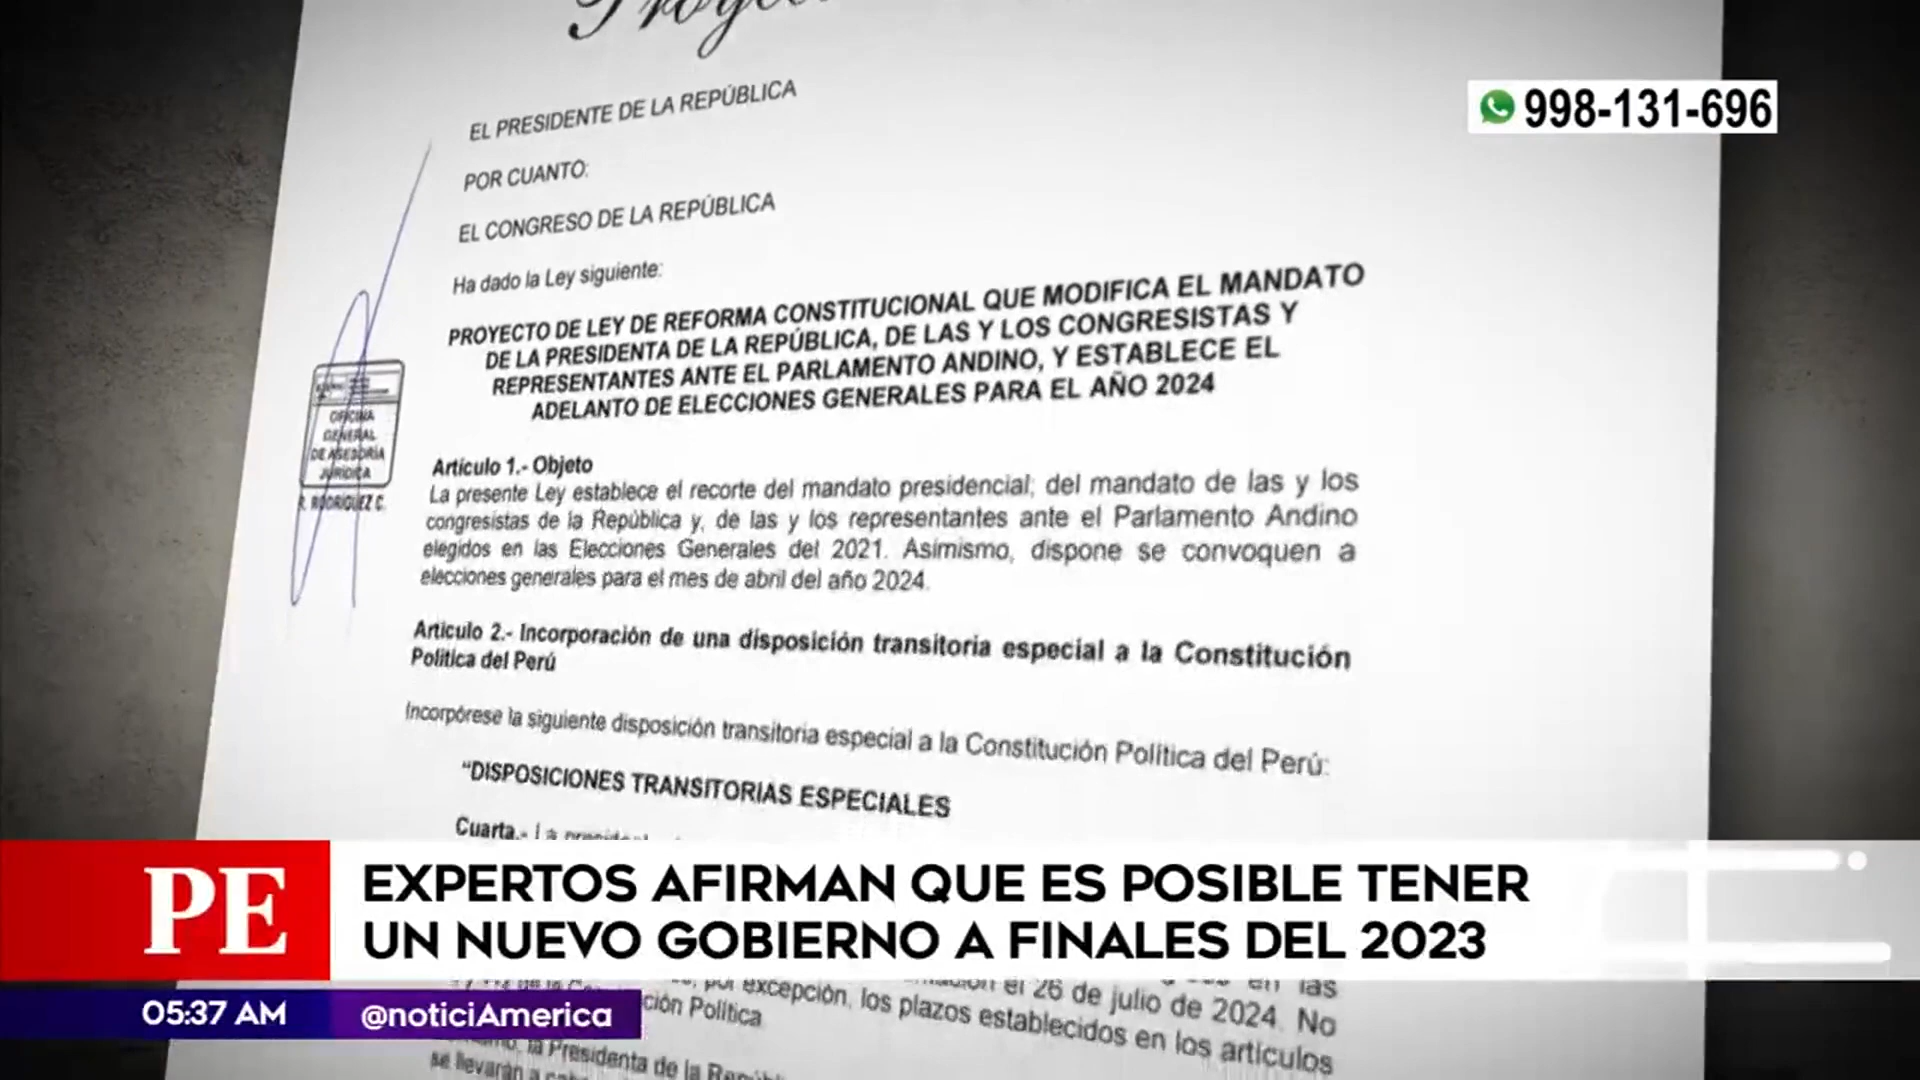 Proyec
EL PRESIDENTE DE LA REPÚBLICA
998-131-696
POR CUANTO:
EL CONGRESO DE LA REPÚBLICA
Ha dado la Ley siguiente:
PROYECTO DE LEY DE REFORMA CONSTITUCIONAL QUE MODIFICA EL MANDATO
DE LA PRESIDENTA DE LA REPÚBLICA, DE LAS Y LOS CONGRESISTAS Y
REPRESENTANTES ANTE EL PARLAMENTO ANDINO, Y ESTABLECE EL
ADELANTO DE ELECCIONES GENERALES PARA EL AÑO 2024
OFICINA
GENERAL
DE ASESORÍA
JURÍDICA
R. RODRÍGUEZ C.
Artículo 1.- Objeto
La presente Ley establece el recorte del mandato presidencial; del mandato de las y los
congresistas de la República y, de las y los representantes ante el Parlamento Andino
elegidos en las Elecciones Generales del 2021. Asimismo, dispone se convoquen a
elecciones generales para el mes de abril del año 2024.
Artículo 2.- Incorporación de una disposición transitoria especial a la Constitución
Política del Perú
Incorpórese la siguiente disposición transitoria especial a la Constitución Política del Perú:
"DISPOSICIONES TRANSITORIAS ESPECIALES
Cuarta.- La
PE
EXPERTOS AFIRMAN QUE ES POSIBLE TENER
UN NUEVO GOBIERNO A FINALES DEL 2023
en las
el 26 de julio de 2024. No
por excepción, los plazos establecidos en los artículos
ción Política
la Presidenta de la
se llevarán a
05:37 AM
@noticiAmerica